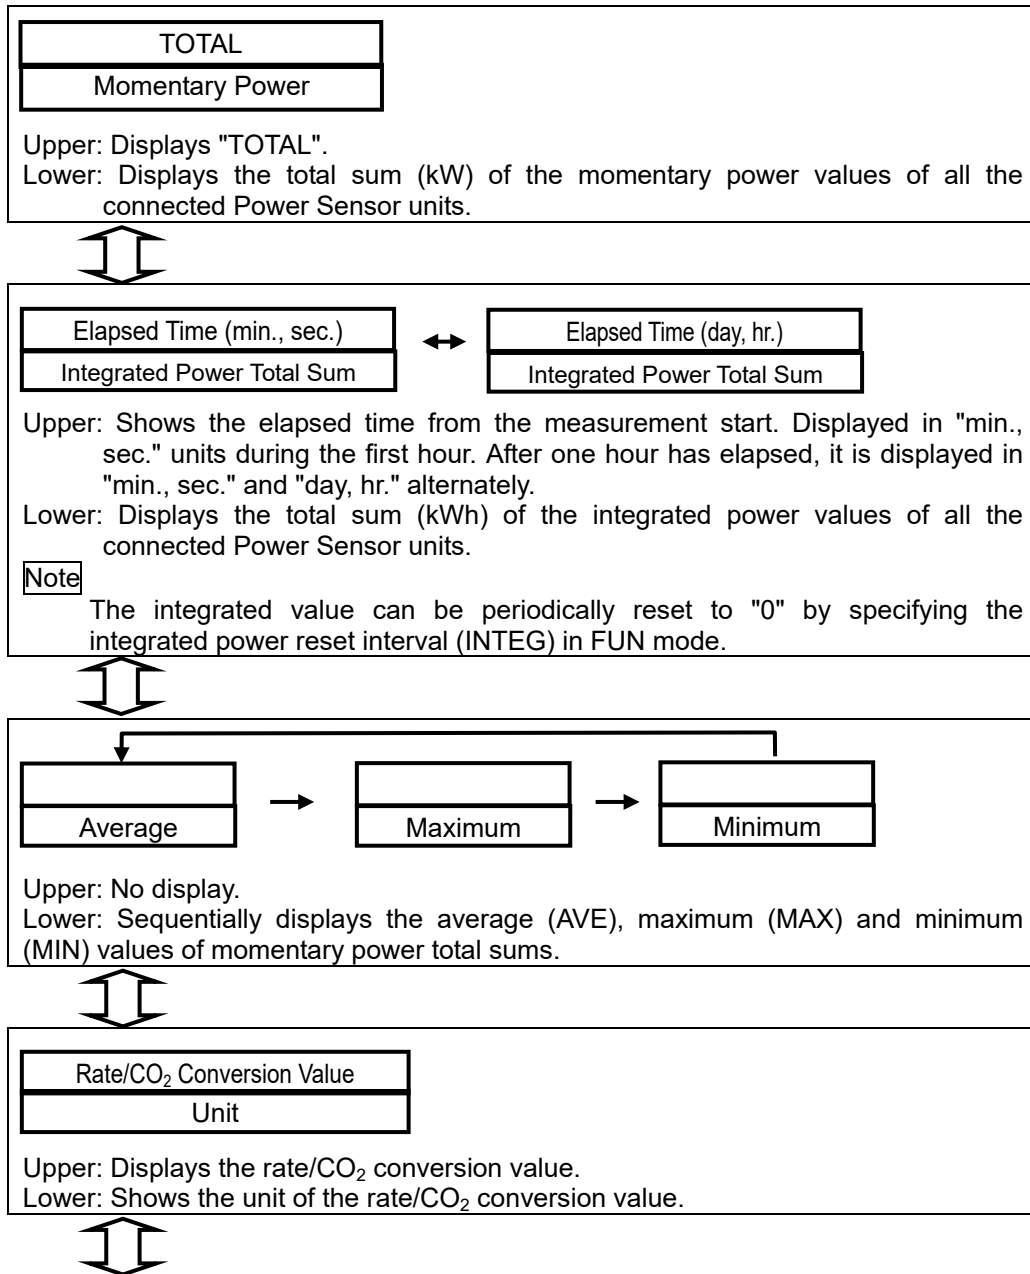 TOTAL
Momentary Power
Upper: Displays "TOTAL".
Lower: Displays the total sum (kW) of the momentary power values of all the
connected Power Sensor units.
Elapsed Time (min., sec.)
Integrated Power Total Sum
Elapsed Time (day, hr.)
Integrated Power Total Sum
Upper: Shows the elapsed time from the measurement start. Displayed in "min.,
sec." units during the first hour. After one hour has elapsed, it is displayed in
"min., sec." and "day, hr." alternately.
Lower: Displays the total sum (kWh) of the integrated power values of all the
connected Power Sensor units.
Note
The integrated value can be periodically reset to "0" by specifying the
integrated power reset interval (INTEG) in FUN mode.
Average
Maximum
Minimum
Upper: No display.
Lower: Sequentially displays the average (AVE), maximum (MAX) and minimum
(MIN) values of momentary power total sums.
Rate/CO₂ Conversion Value
Unit
Upper: Displays the rate/CO₂ conversion value.
Lower: Shows the unit of the rate/CO₂ conversion value.